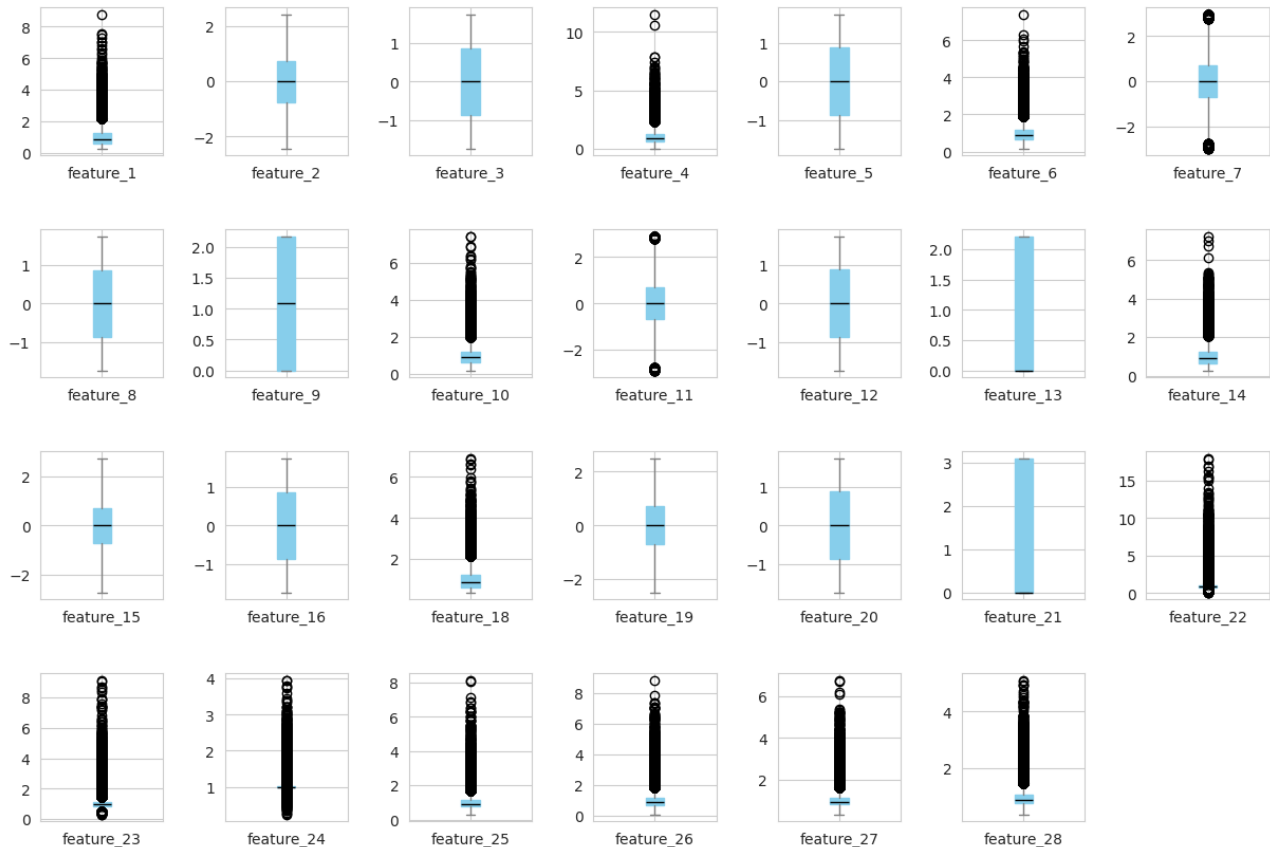 8 6 4 2 0
feature_1
2 0 −2
feature_2
1 0 −1
feature_3
10 5 0
feature_4
1 0 −1
feature_5
6 4 2 0
feature_6
2 0 −2
feature_7
1 0 −1
feature_8
2.0 1.5 1.0 0.5 0.0
feature_9
6 4 2 0
feature_10
2 0 −2
feature_11
1 0 −1
feature_12
2.0 1.5 1.0 0.5 0.0
feature_13
6 4 2 0
feature_14
2 0 −2
feature_15
1 0 −1
feature_16
6 4 2
feature_18
2 0 −2
feature_19
1 0 −1
feature_20
3 2 1 0
feature_21
15 10 5 0
feature_22
8 6 4 2 0
feature_23
4 3 2 1
feature_24
8 6 4 2 0
feature_25
8 6 4 2 0
feature_26
6 4 2
feature_27
4 2
feature_28